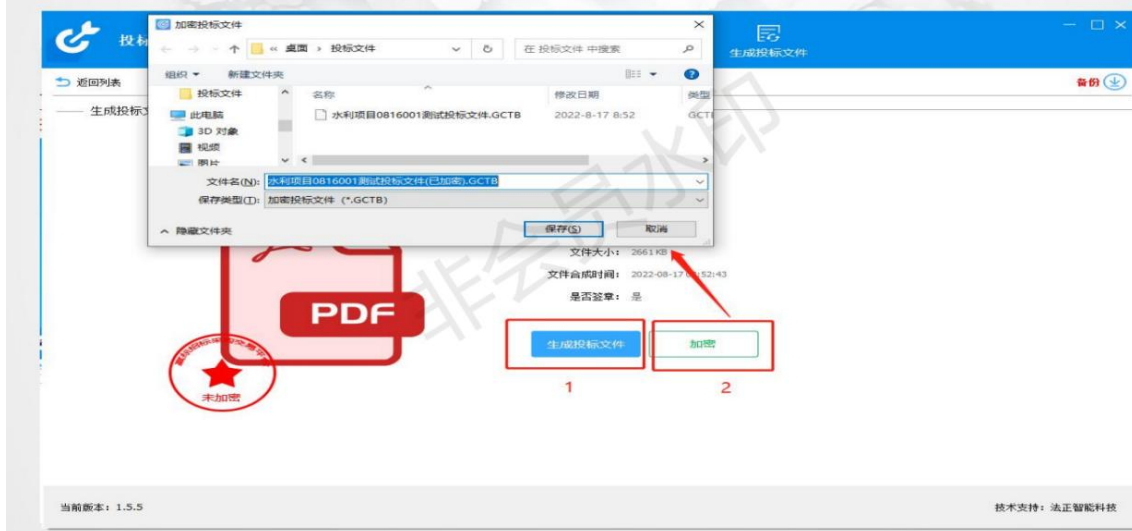 加密投标文件
投标
生成投标文件
« 桌面 › 投标文件
在 投标文件 中搜索
返回列表
备份
组织
新建文件夹
生成投标文
投标文件
此电脑
3D 对象
视频
图片
名称
修改日期
类型
水利项目0816001测试投标文件.GCTB
2022-8-17 8:52
GCT
文件名(N):
水利项目0816001测试投标文件(已加密).GCTB
保存类型(T):
加密投标文件 (*.GCTB)
隐藏文件夹
保存(S)
取消
文件大小: 2661 KB
文件合成时间: 2022-08-17 :52:43
是否签章: 是
PDF
生成投标文件
加密
1
2
未加密
非会员水印
当前版本: 1.5.5
技术支持: 法正智能科技